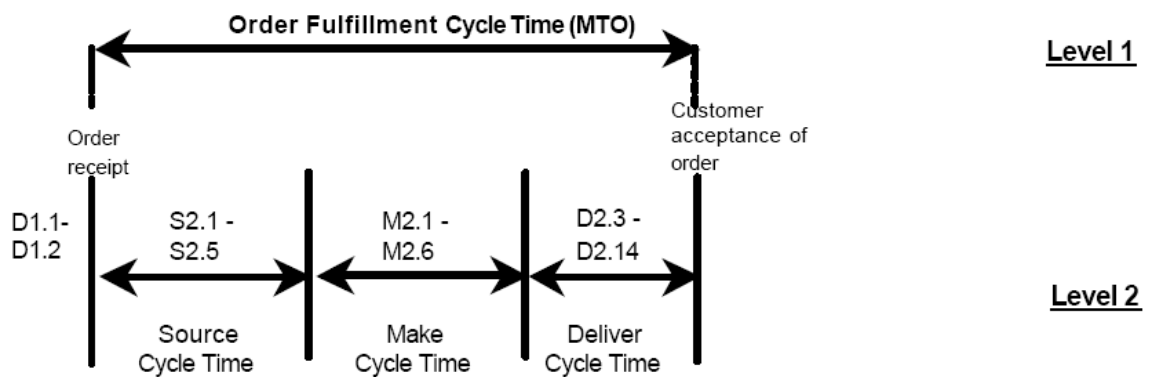 Order Fulfillment Cycle Time (MTO)
Level 1
Order
receipt
Customer
acceptance of
order
D1.1-
D1.2
S2.1 -
S2.5
M2.1 -
M2.6
D2.3 -
D2.14
Level 2
Source
Cycle Time
Make
Cycle Time
Deliver
Cycle Time